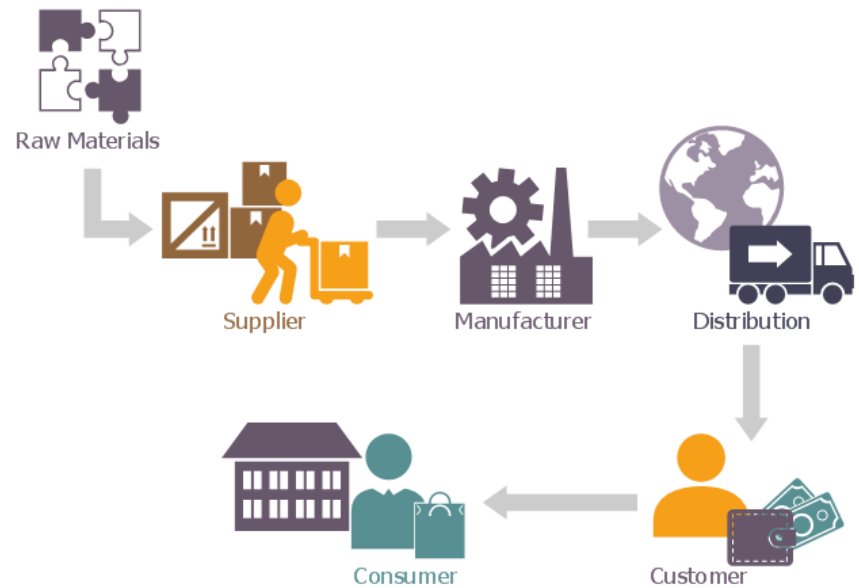 Raw Materials
Supplier
Manufacturer
Distribution
Customer
Consumer